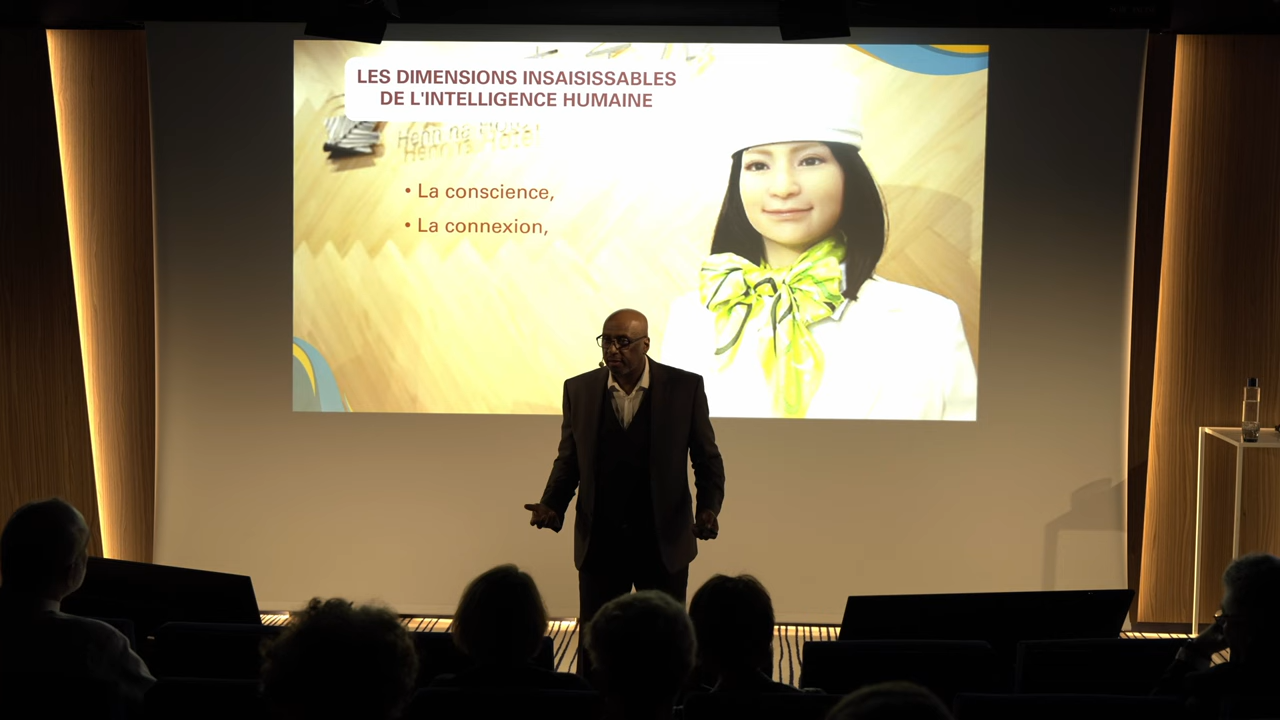 LES DIMENSIONS INSAISISSABLES
DE L'INTELLIGENCE HUMAINE
• La conscience,
• La connexion,